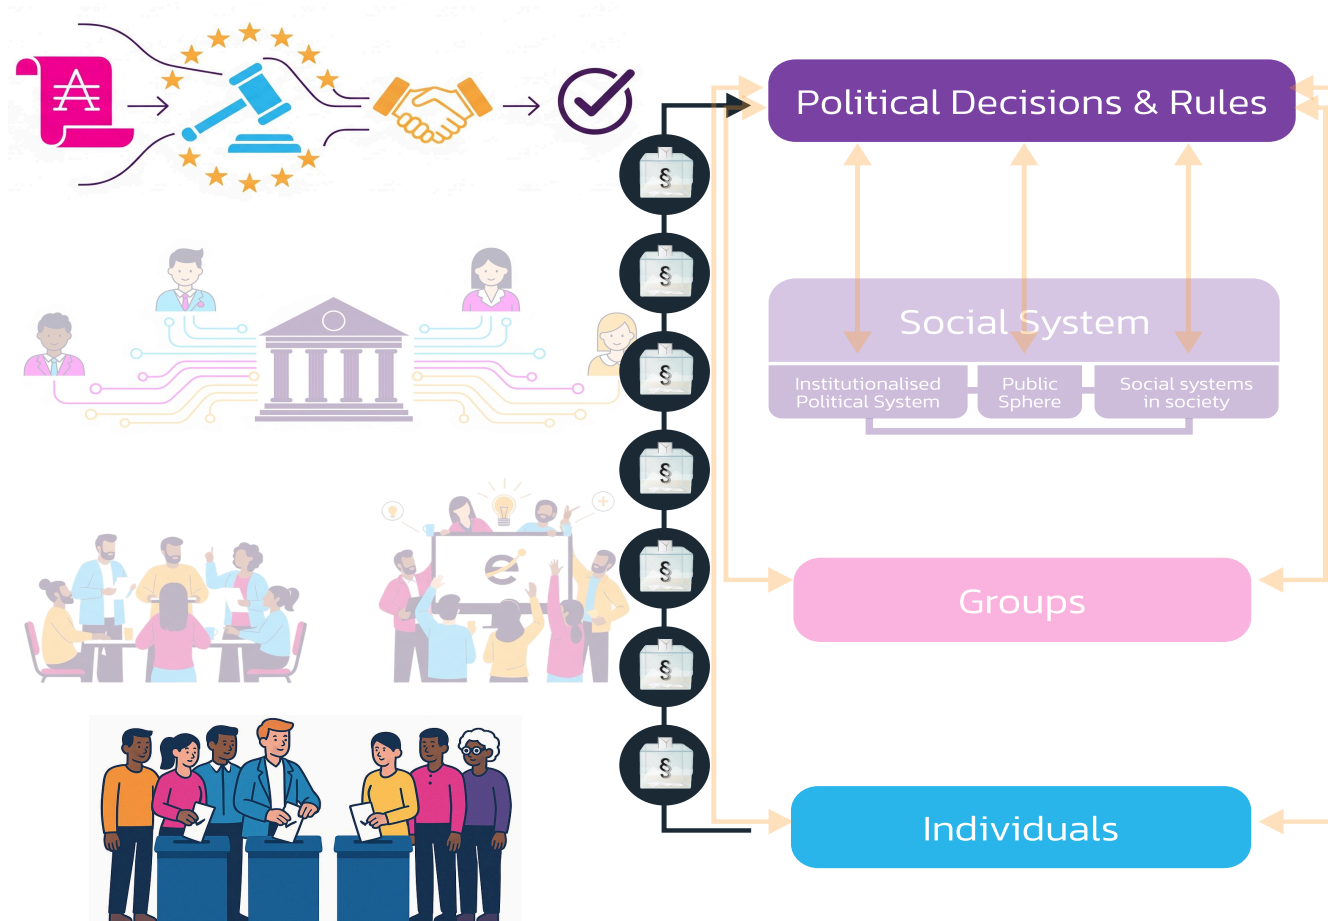 Political Decisions & Rules
§
§
Social System
§
Institutionalised
Political System
Public
Sphere
Social systems
in society
§
e
§
Groups
§
§
Individuals